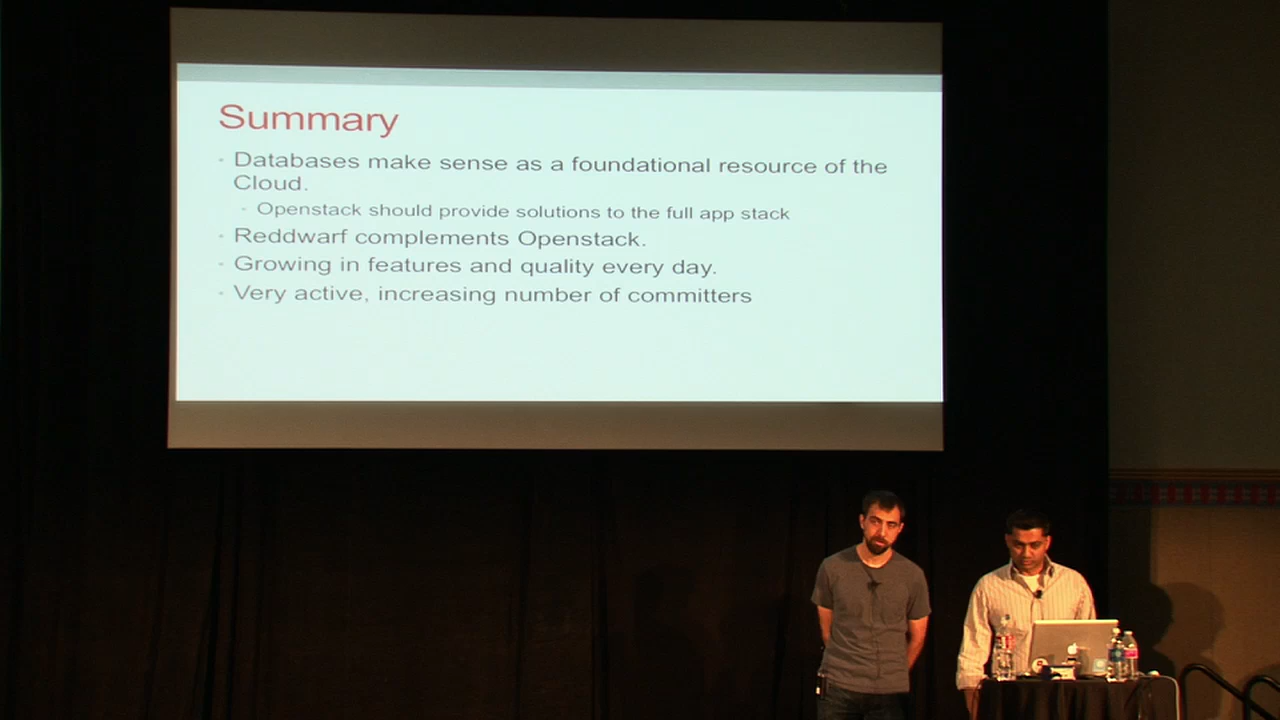 Summary
Databases make sense as a foundational resource of the
Cloud.
Openstack should provide solutions to the full app stack
Reddwarf complements Openstack.
Growing in features and quality every day.
Very active, increasing number of committers